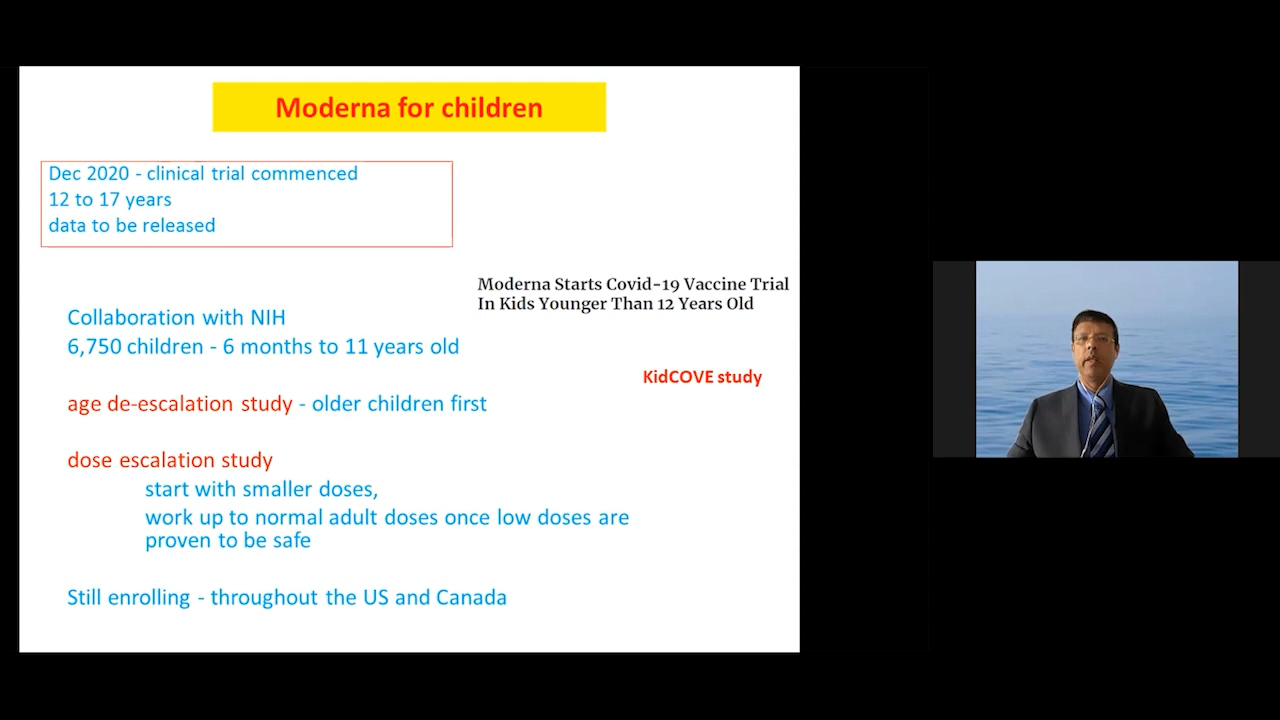 Moderna for children
Dec 2020 - clinical trial commenced
12 to 17 years
data to be released
Moderna Starts Covid-19 Vaccine Trial
In Kids Younger Than 12 Years Old
Collaboration with NIH
6,750 children - 6 months to 11 years old
KidCOVE study
age de-escalation study - older children first
dose escalation study
start with smaller doses,
work up to normal adult doses once low doses are
proven to be safe
Still enrolling - throughout the US and Canada